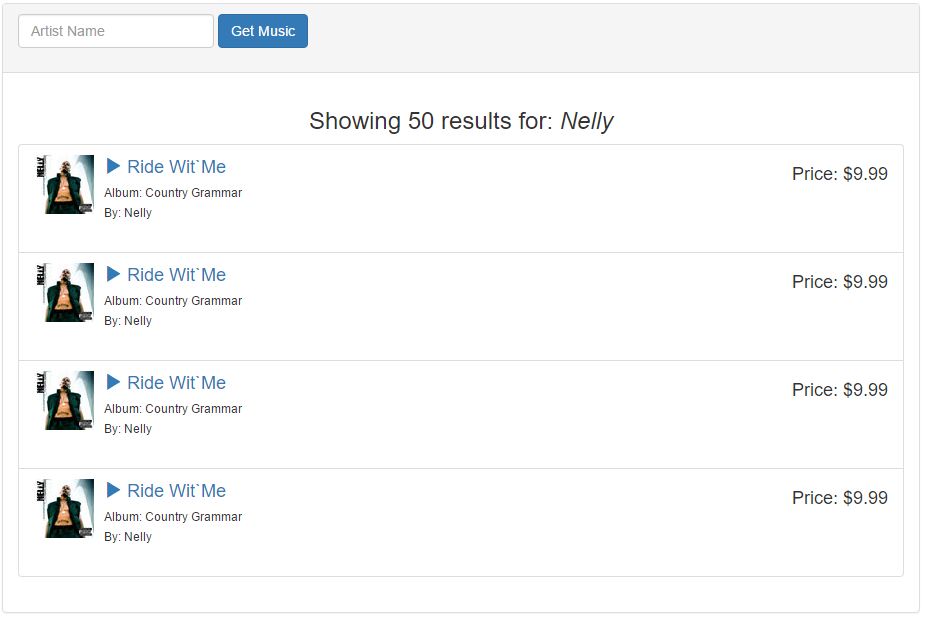 Artist Name Get Music
Showing 50 results for: Nelly
NELLY
Ride Wit`Me
Price: $9.99
Album: Country Grammar
By: Nelly
NELLY
Ride Wit`Me
Price: $9.99
Album: Country Grammar
By: Nelly
NELLY
Ride Wit`Me
Price: $9.99
Album: Country Grammar
By: Nelly
NELLY
Ride Wit`Me
Price: $9.99
Album: Country Grammar
By: Nelly